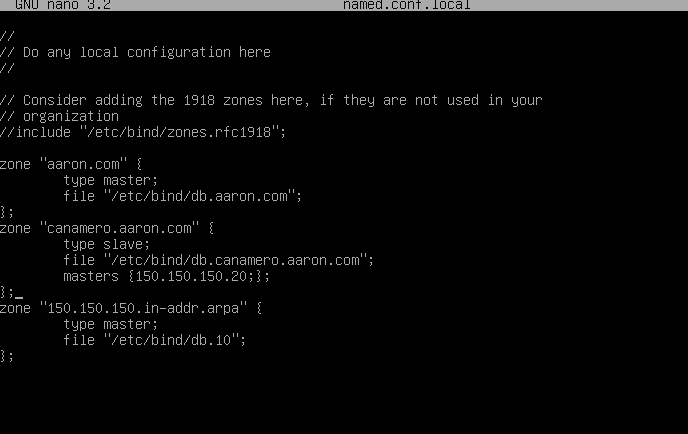 GNU nano 3.2 named.conf.local
//
// Do any local configuration here
//
// Consider adding the 1918 zones here, if they are not used in your
// organization
//include "/etc/bind/zones.rfc1918";
zone "aaron.com" {
        type master;
        file "/etc/bind/db.aaron.com";
};
zone "canamero.aaron.com" {
        type slave;
        file "/etc/bind/db.canamero.aaron.com";
        masters {150.150.150.20;};
};
zone "150.150.150.in-addr.arpa" {
        type master;
        file "/etc/bind/db.10";
};